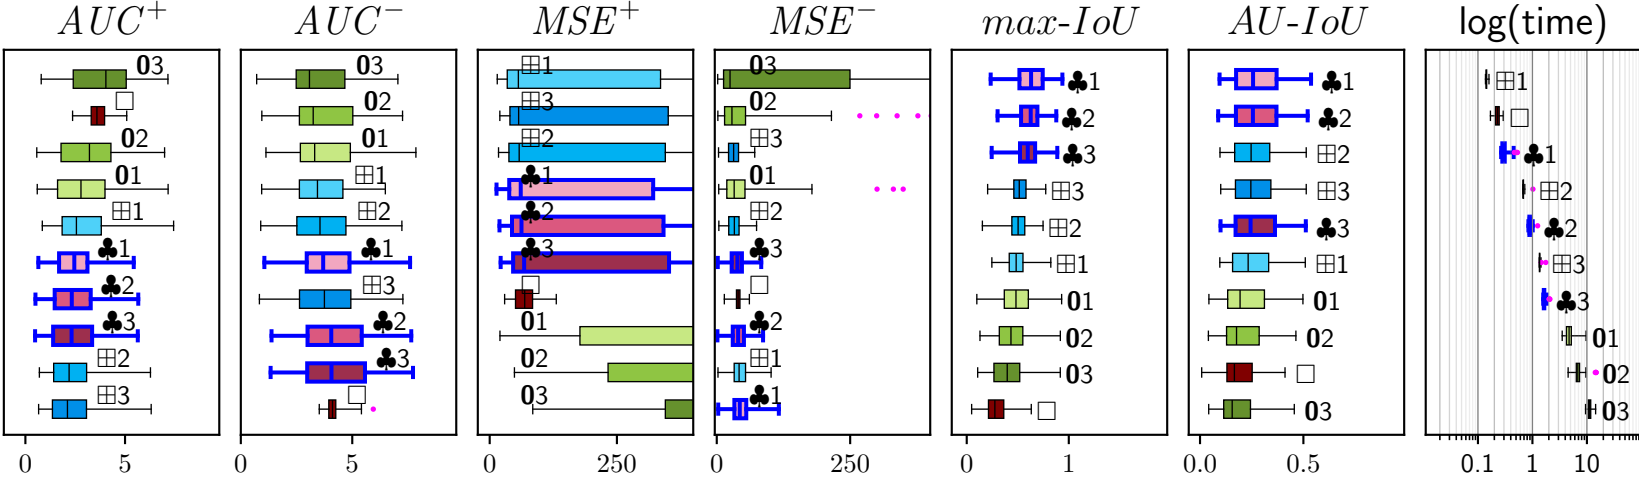 AUC⁺ AUC⁻ MSE⁺ MSE⁻ max-IoU AU-IoU log(time)
03 03 ⊞1 03 ♣1 ♣1 ⊞1
□ 02 ⊞3 02 ♣2 ♣2 □
02 01 ⊞2 ⊞3 ♣3 ⊞2 ♣1
01 ⊞1 ♣1 01 ⊞3 ⊞3 ⊞2
⊞1 ⊞2 ♣2 ⊞2 ⊞2 ♣3 ♣2
♣1 ♣1 ♣3 ♣3 ⊞1 ⊞1 ⊞3
♣2 ⊞3 □ □ 01 01 ♣3
♣3 ♣2 01 ♣2 02 02 01
⊞2 ♣3 02 ⊞1 03 □ 02
⊞3 □ 03 ♣1 □ 03 03
0 5 0 5 0 250 0 250 0 1 0.0 0.5 0.1 1 10